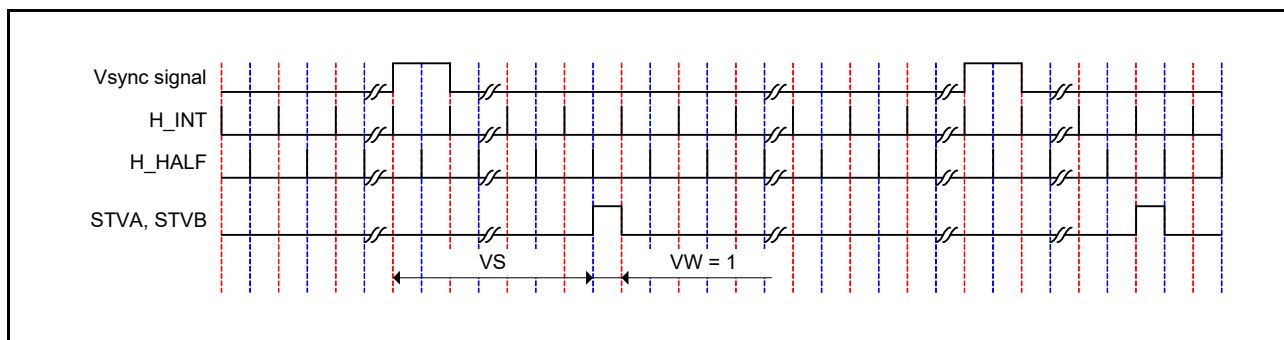 Vsync signal
H_INT
H_HALF
STVA, STVB
VS
VW = 1